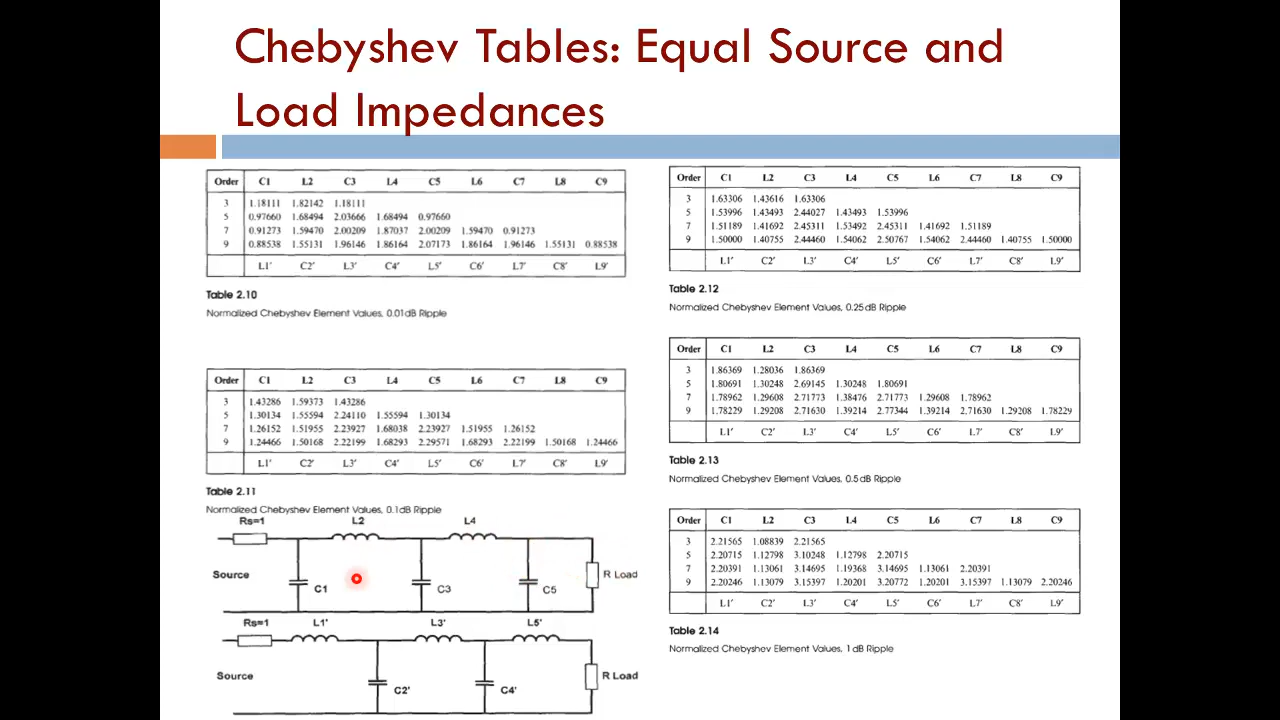 Chebyshev Tables: Equal Source and
Load Impedances
Order C1 L2 C3 L4 C5 L6 C7 L8 C9
3 1.18111 1.82142 1.18111
5 0.97660 1.68494 2.03666 1.68494 0.97660
7 0.91273 1.59470 2.00209 1.87037 2.00209 1.59470 0.91273
9 0.88538 1.55131 1.96146 1.86164 2.07173 1.86164 1.96146 1.55131 0.88538
L1' C2' L3' C4' L5' C6' L7' C8' L9'
Table 2.10
Normalized Chebyshev Element Values, 0.01dB Ripple
Order C1 L2 C3 L4 C5 L6 C7 L8 C9
3 1.43286 1.59373 1.43286
5 1.30134 1.55594 2.24110 1.55594 1.30134
7 1.26152 1.51955 2.23927 1.68038 2.23927 1.51955 1.26152
9 1.24466 1.50168 2.22199 1.68293 2.29571 1.68293 2.22199 1.50168 1.24466
L1' C2' L3' C4' L5' C6' L7' C8' L9'
Table 2.11
Normalized Chebyshev Element Values, 0.1dB Ripple
Rs=1 L2 L4
Source C1 C3 C5 R Load
Rs=1 L1' L3' L5'
Source C2' C4' R Load
Order C1 L2 C3 L4 C5 L6 C7 L8 C9
3 1.63306 1.43616 1.63306
5 1.53996 1.43493 2.44027 1.43493 1.53996
7 1.51189 1.41692 2.45311 1.53492 2.45311 1.41692 1.51189
9 1.50000 1.40755 2.44460 1.54062 2.50767 1.54062 2.44460 1.40755 1.50000
L1' C2' L3' C4' L5' C6' L7' C8' L9'
Table 2.12
Normalized Chebyshev Element Values, 0.25dB Ripple
Order C1 L2 C3 L4 C5 L6 C7 L8 C9
3 1.86369 1.28036 1.86369
5 1.80691 1.30248 2.69145 1.30248 1.80691
7 1.78962 1.29608 2.71773 1.38476 2.71773 1.29608 1.78962
9 1.78229 1.29208 2.71630 1.39214 2.77344 1.39214 2.71630 1.29208 1.78229
L1' C2' L3' C4' L5' C6' L7' C8' L9'
Table 2.13
Normalized Chebyshev Element Values, 0.5dB Ripple
Order C1 L2 C3 L4 C5 L6 C7 L8 C9
3 2.21565 1.08839 2.21565
5 2.20715 1.12798 3.10248 1.12798 2.20715
7 2.20391 1.13061 3.14695 1.19368 3.14695 1.13061 2.20391
9 2.20246 1.13079 3.15397 1.20201 3.20772 1.20201 3.15397 1.13079 2.20246
L1' C2' L3' C4' L5' C6' L7' C8' L9'
Table 2.14
Normalized Chebyshev Element Values, 1dB Ripple